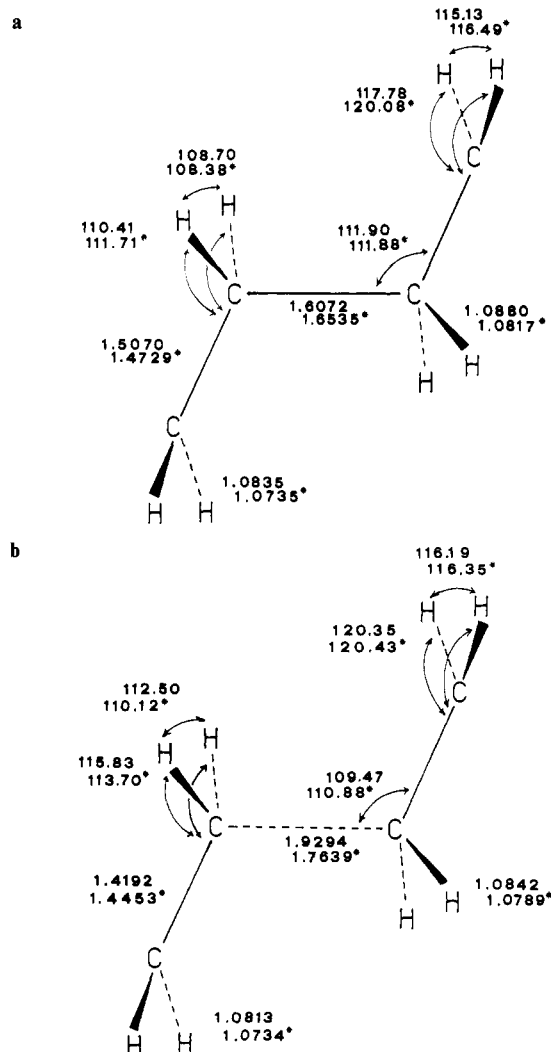 a
115.13
116.49*
H H
117.78
120.08*
C
108.70
108.38*
H H
110.41
111.71*
111.90
111.88*
C C
1.6072
1.6535*
1.0880
1.0817*
H
H
1.5070
1.4729*
C
1.0835
1.0735*
H H
b
116.19
116.35*
H H
120.35
120.43*
C
112.50
110.12*
H H
115.83
113.70*
109.47
110.88*
C C
1.9294
1.7639*
1.0842
1.0789*
H
H
1.4192
1.4453*
C
1.0813
1.0734*
H H